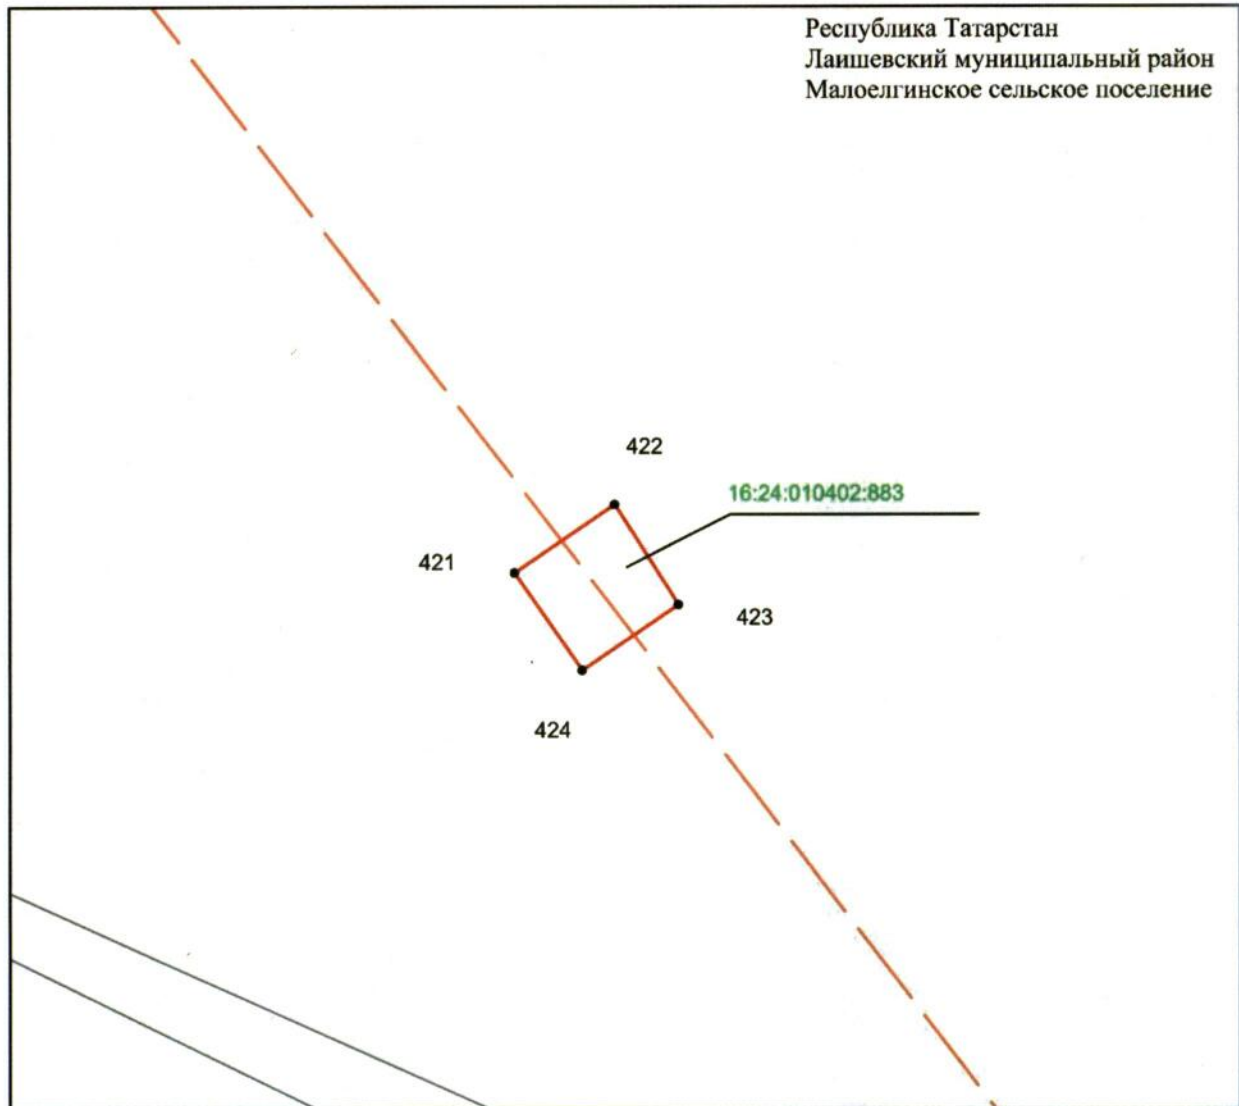 Республика Татарстан
Лаишевский муниципальный район
Малоелгинское сельское поселение
422
16:24:010402:883
421
423
424